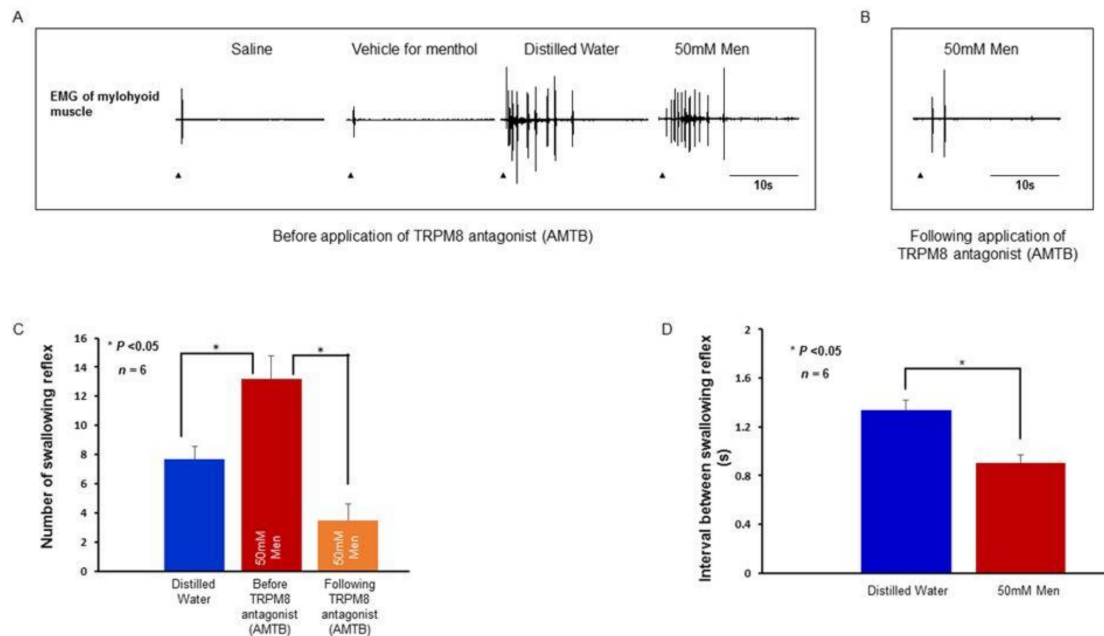 A
B
Saline
Vehicle for menthol
Distilled Water
50mM Men
50mM Men
EMG of mylohyoid
muscle
10s
10s
Before application of TRPM8 antagonist (AMTB)
Following application of
TRPM8 antagonist (AMTB)
C
Number of swallowing reflex
16
14
12
10
8
6
4
2
0
* P <0.05
n = 6
*
*
50mM
Men
50mM
Men
Distilled
Water
Before
TRPM8
antagonist
(AMTB)
Following
TRPM8
antagonist
(AMTB)
D
Interval between swallowing reflex
(s)
2
1.6
1.2
0.8
0.4
0
* P <0.05
n = 6
*
Distilled Water
50mM Men